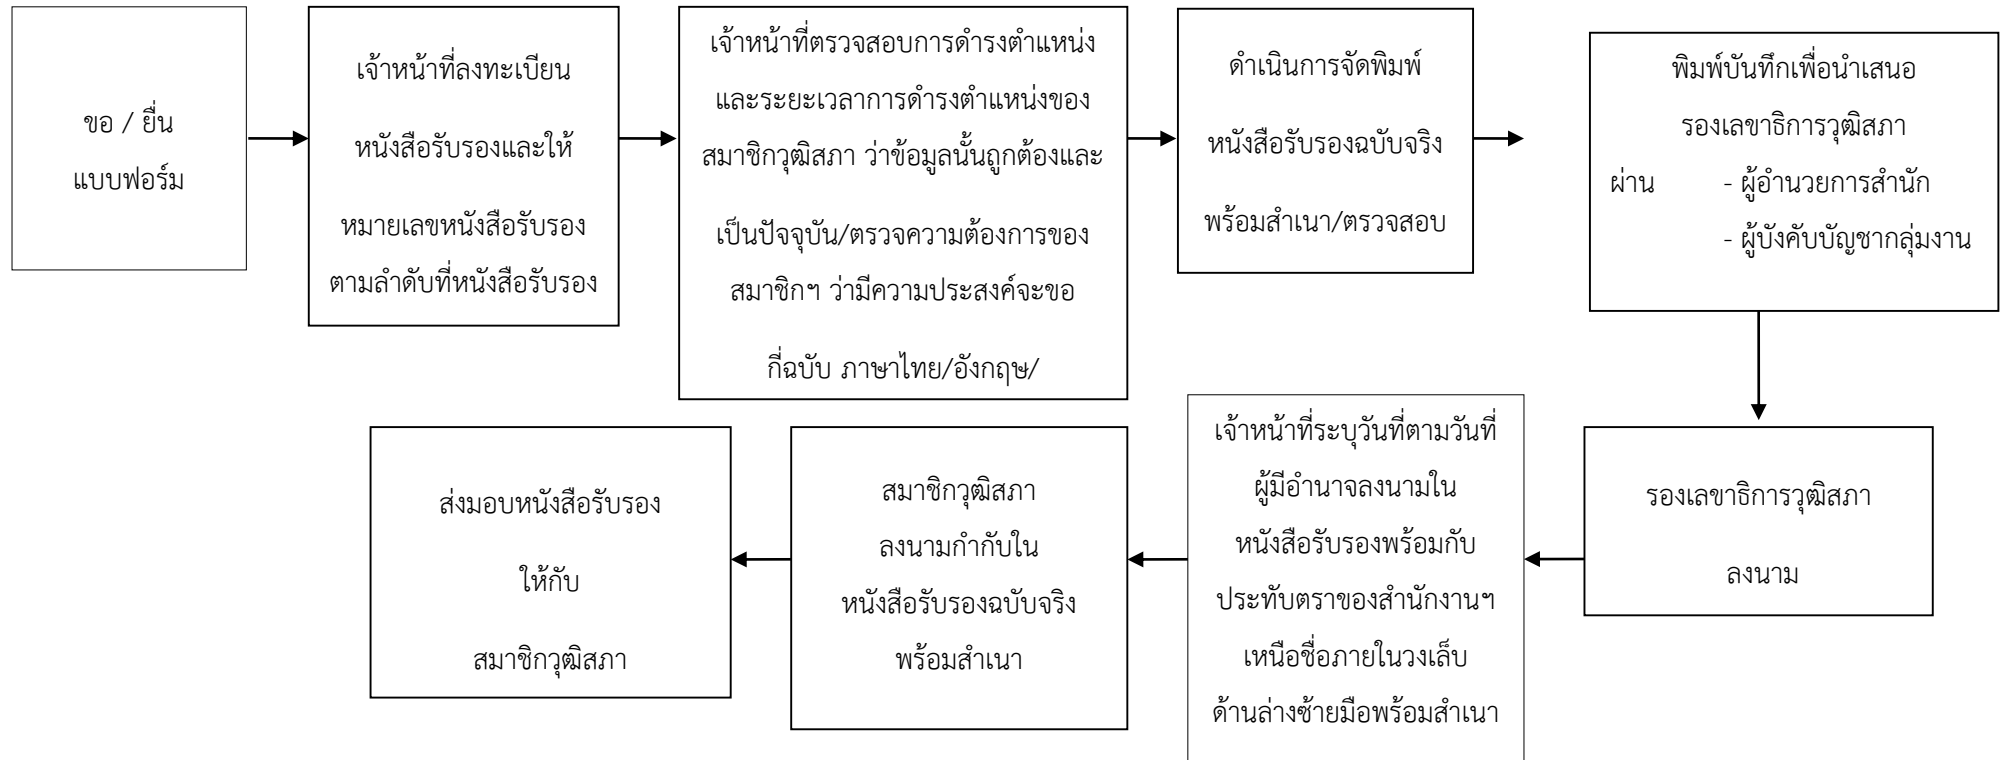 ขอ / ยื่น
แบบฟอร์ม
เจ้าหน้าที่ลงทะเบียน
หนังสือรับรองและให้
หมายเลขหนังสือรับรอง
ตามลำดับที่หนังสือรับรอง
เจ้าหน้าที่ตรวจสอบการดำรงตำแหน่ง
และระยะเวลาการดำรงตำแหน่งของ
สมาชิกวุฒิสภา ว่าข้อมูลนั้นถูกต้องและ
เป็นปัจจุบัน/ตรวจความต้องการของ
สมาชิกฯ ว่ามีความประสงค์จะขอ
กี่ฉบับ ภาษาไทย/อังกฤษ/
ดำเนินการจัดพิมพ์
หนังสือรับรองฉบับจริง
พร้อมสำเนา/ตรวจสอบ
พิมพ์บันทึกเพื่อนำเสนอ
รองเลขาธิการวุฒิสภา
ผ่าน - ผู้อำนวยการสำนัก
- ผู้บังคับบัญชากลุ่มงาน
รองเลขาธิการวุฒิสภา
ลงนาม
เจ้าหน้าที่ระบุวันที่ตามวันที่
ผู้มีอำนาจลงนามใน
หนังสือรับรองพร้อมกับ
ประทับตราของสำนักงานฯ
เหนือชื่อภายในวงเล็บ
ด้านล่างซ้ายมือพร้อมสำเนา
สมาชิกวุฒิสภา
ลงนามกำกับใน
หนังสือรับรองฉบับจริง
พร้อมสำเนา
ส่งมอบหนังสือรับรอง
ให้กับ
สมาชิกวุฒิสภา